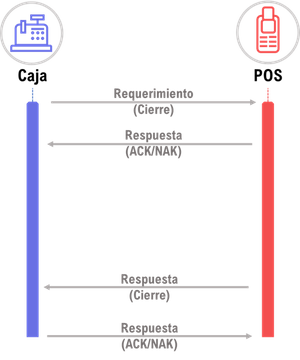 Caja POS
Requerimiento
(Cierre)
Respuesta
(ACK/NAK)
Respuesta
(Cierre)
Respuesta
(ACK/NAK)